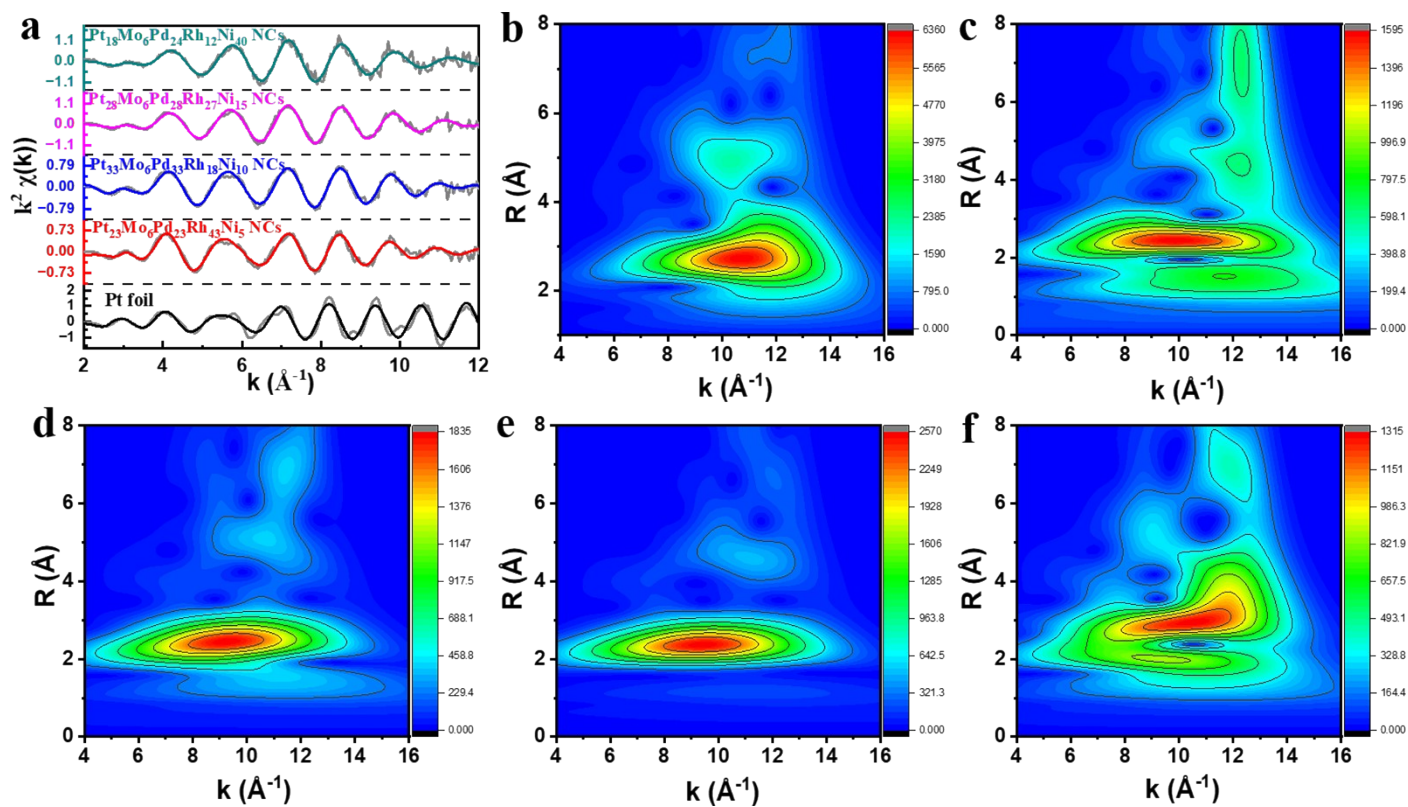 a
k² χ(k))
1.1
0.0
−1.1
Pt₁₈Mo₆Pd₂₄Rh₁₂Ni₄₀ NCs
1.1
0.0
−1.1
Pt₂₈Mo₆Pd₂₈Rh₂₇Ni₁₅ NCs
0.79
0.00
−0.79
Pt₃₃Mo₆Pd₃₃Rh₁₈Ni₁₀ NCs
0.73
0.00
−0.73
Pt₂₃Mo₆Pd₂₃Rh₄₃Ni₅ NCs
2
1
0
−1
Pt foil
2 4 6 8 10 12
k (Å⁻¹)
b
R (Å)
8
6
4
2
4 6 8 10 12 14 16
k (Å⁻¹)
6360
5565
4770
3975
3180
2385
1590
795.0
0.000
c
R (Å)
8
6
4
2
0
4 6 8 10 12 14 16
k (Å⁻¹)
1595
1396
1196
996.9
797.5
598.1
398.8
199.4
0.000
d
R (Å)
8
6
4
2
0
4 6 8 10 12 14 16
k (Å⁻¹)
1835
1606
1376
1147
917.5
688.1
458.8
229.4
0.000
e
R (Å)
8
6
4
2
0
4 6 8 10 12 14 16
k (Å⁻¹)
2570
2249
1928
1606
1285
963.8
642.5
321.3
0.000
f
R (Å)
8
6
4
2
0
4 6 8 10 12 14 16
k (Å⁻¹)
1315
1151
986.3
821.9
657.5
493.1
328.8
164.4
0.000